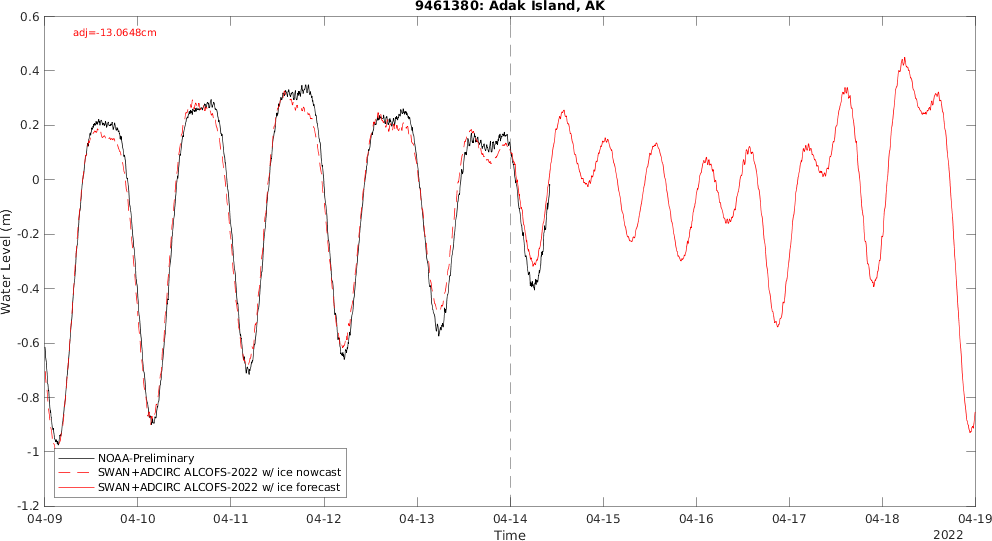 9461380: Adak Island, AK
adj=-13.0648cm
0.6
0.4
0.2
0
-0.2
-0.4
-0.6
-0.8
-1
-1.2
Water Level (m)
NOAA-Preliminary
SWAN+ADCIRC ALCOFS-2022 w/ ice nowcast
SWAN+ADCIRC ALCOFS-2022 w/ ice forecast
04-09 04-10 04-11 04-12 04-13 04-14 04-15 04-16 04-17 04-18 04-19
Time
2022